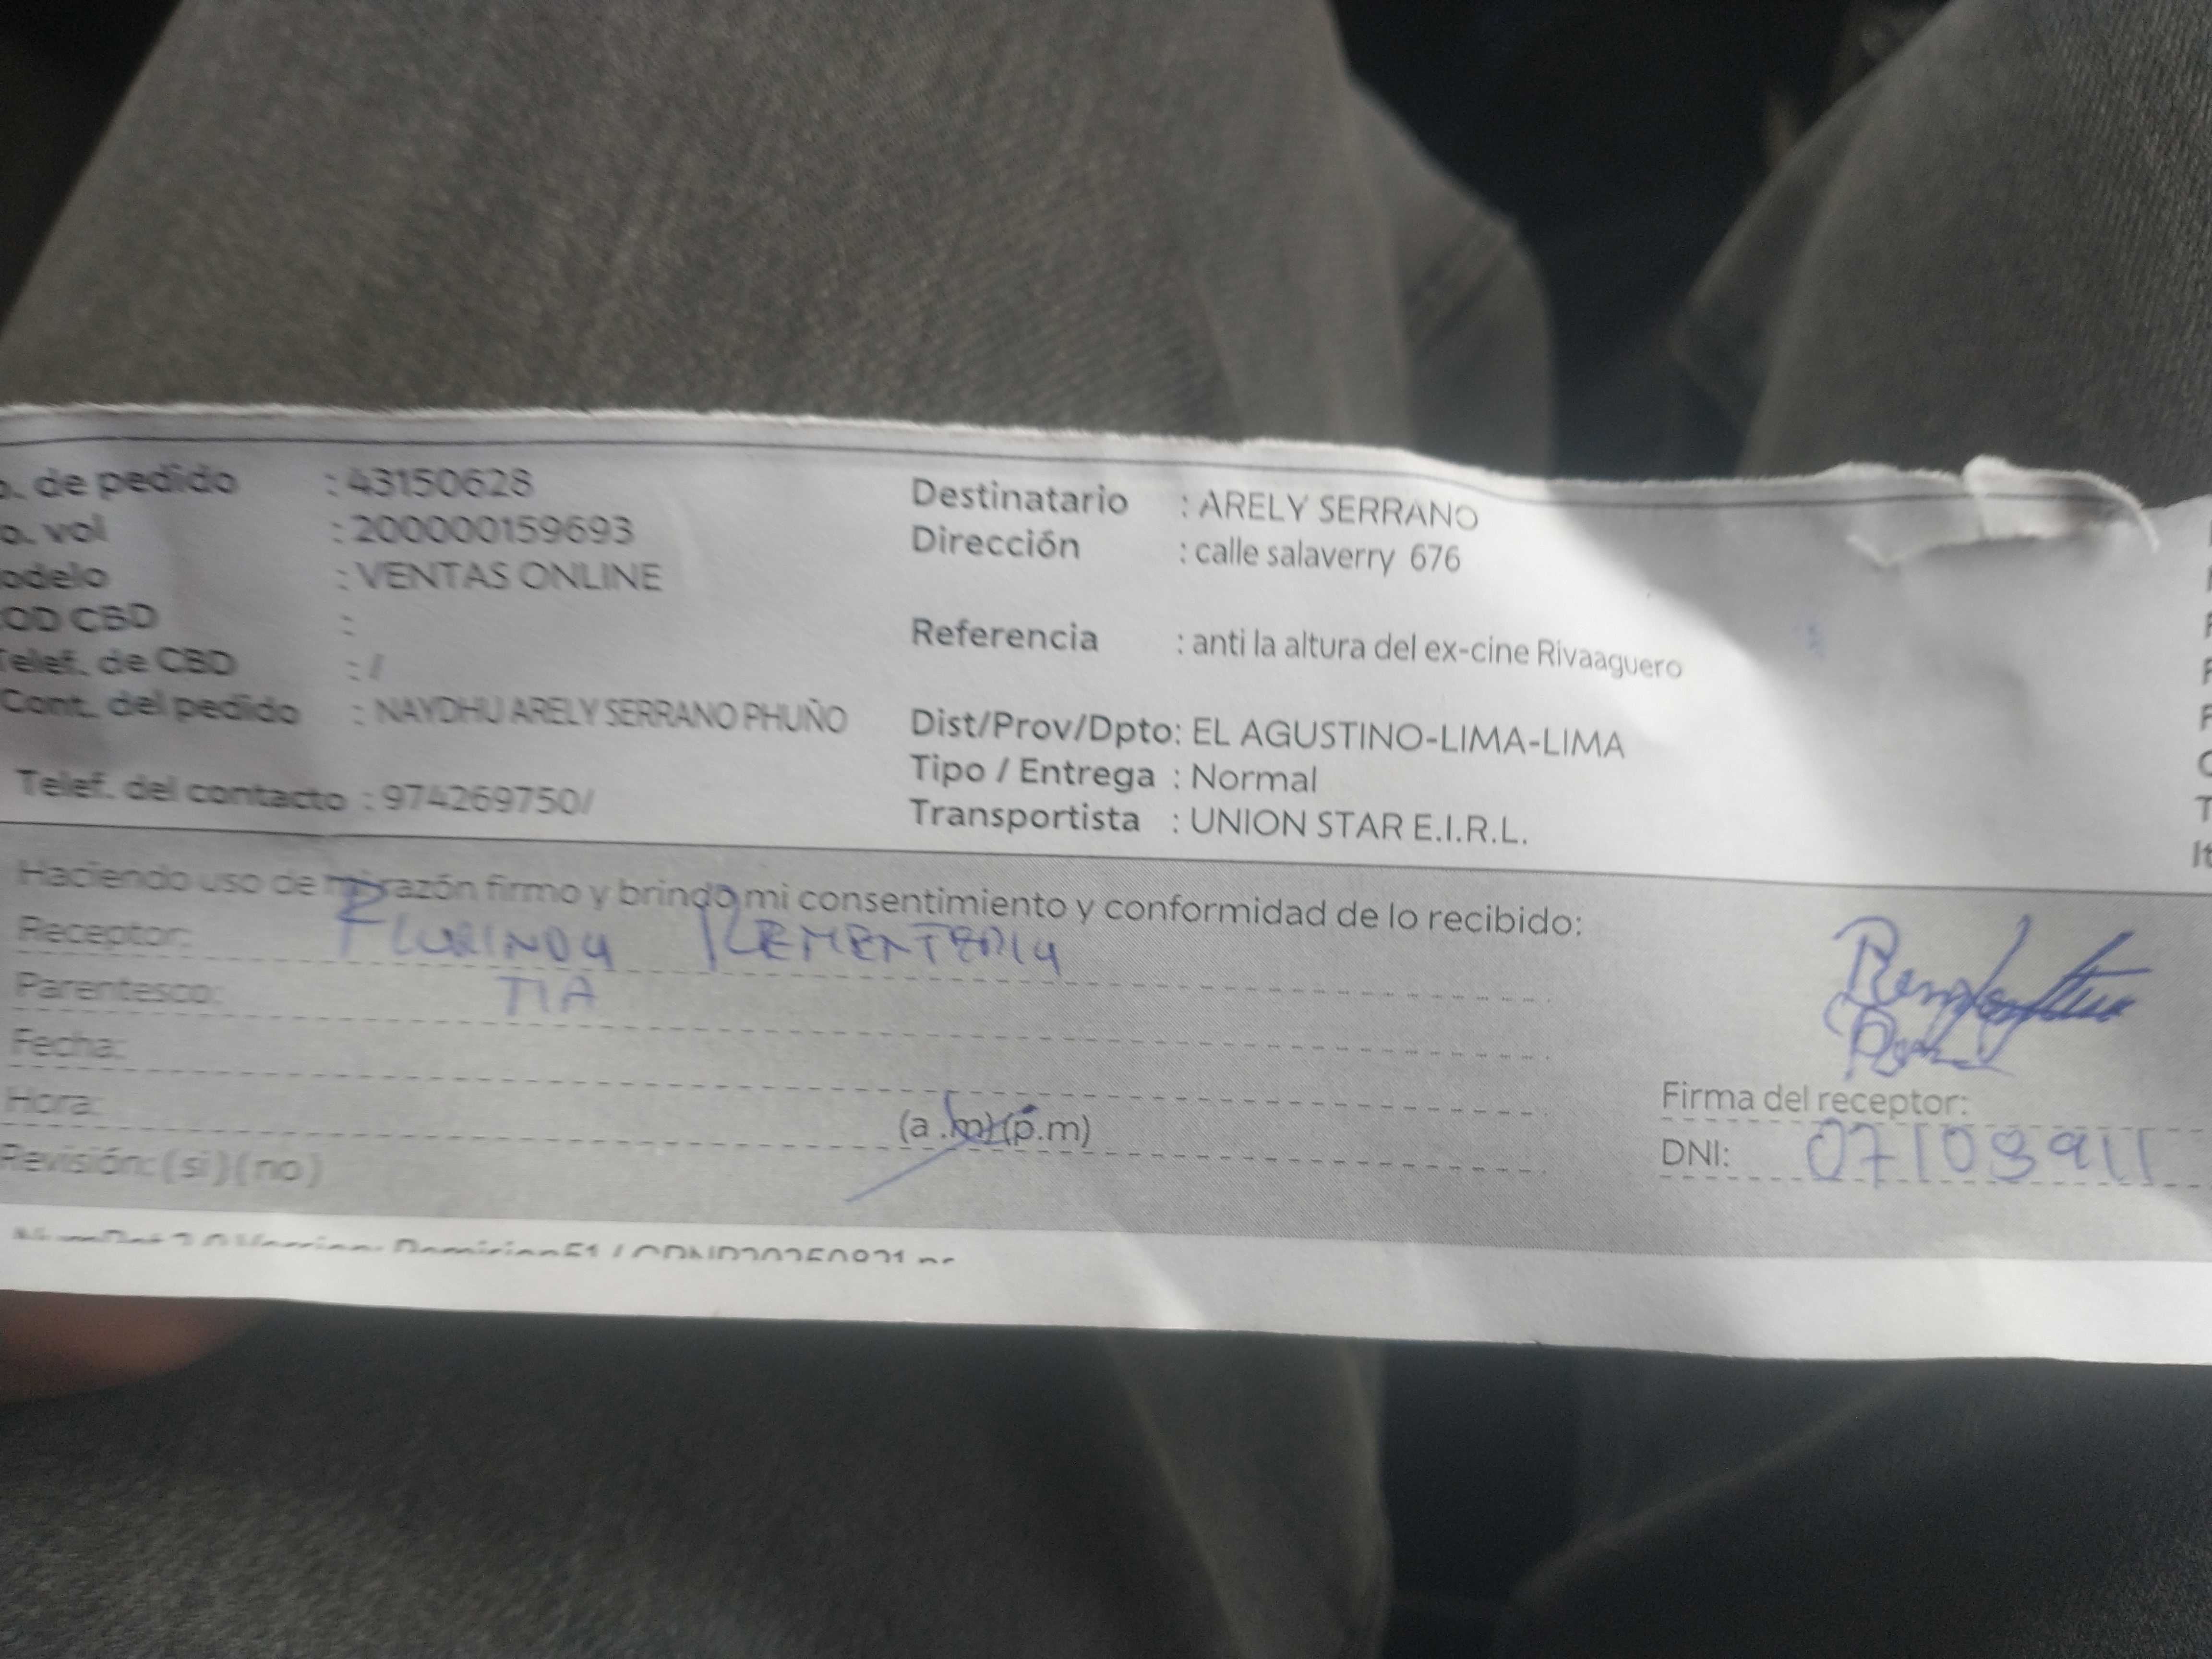 o. de pedido : 43150628
o. vol : 200000159693
odelo : VENTAS ONLINE
OD CBD :
Telef. de CBD : /
Cont. del pedido : NAYDHU ARELY SERRANO PHUÑO
Telef. del contacto : 974269750/
Destinatario : ARELY SERRANO
Dirección : calle salaverry 676
Referencia : anti la altura del ex-cine Rivaaguero
Dist/Prov/Dpto: EL AGUSTINO-LIMA-LIMA
Tipo / Entrega : Normal
Transportista : UNION STAR E.I.R.L.
Haciendo uso de mi razón firmo y brindo mi consentimiento y conformidad de lo recibido:
Receptor: FLORINDA REMENTERIA
Parentesco: TIA
Fecha:
Hora: (a.m)(p.m)
Revisión: (si)(no)
Firma del receptor:
DNI: 07103911